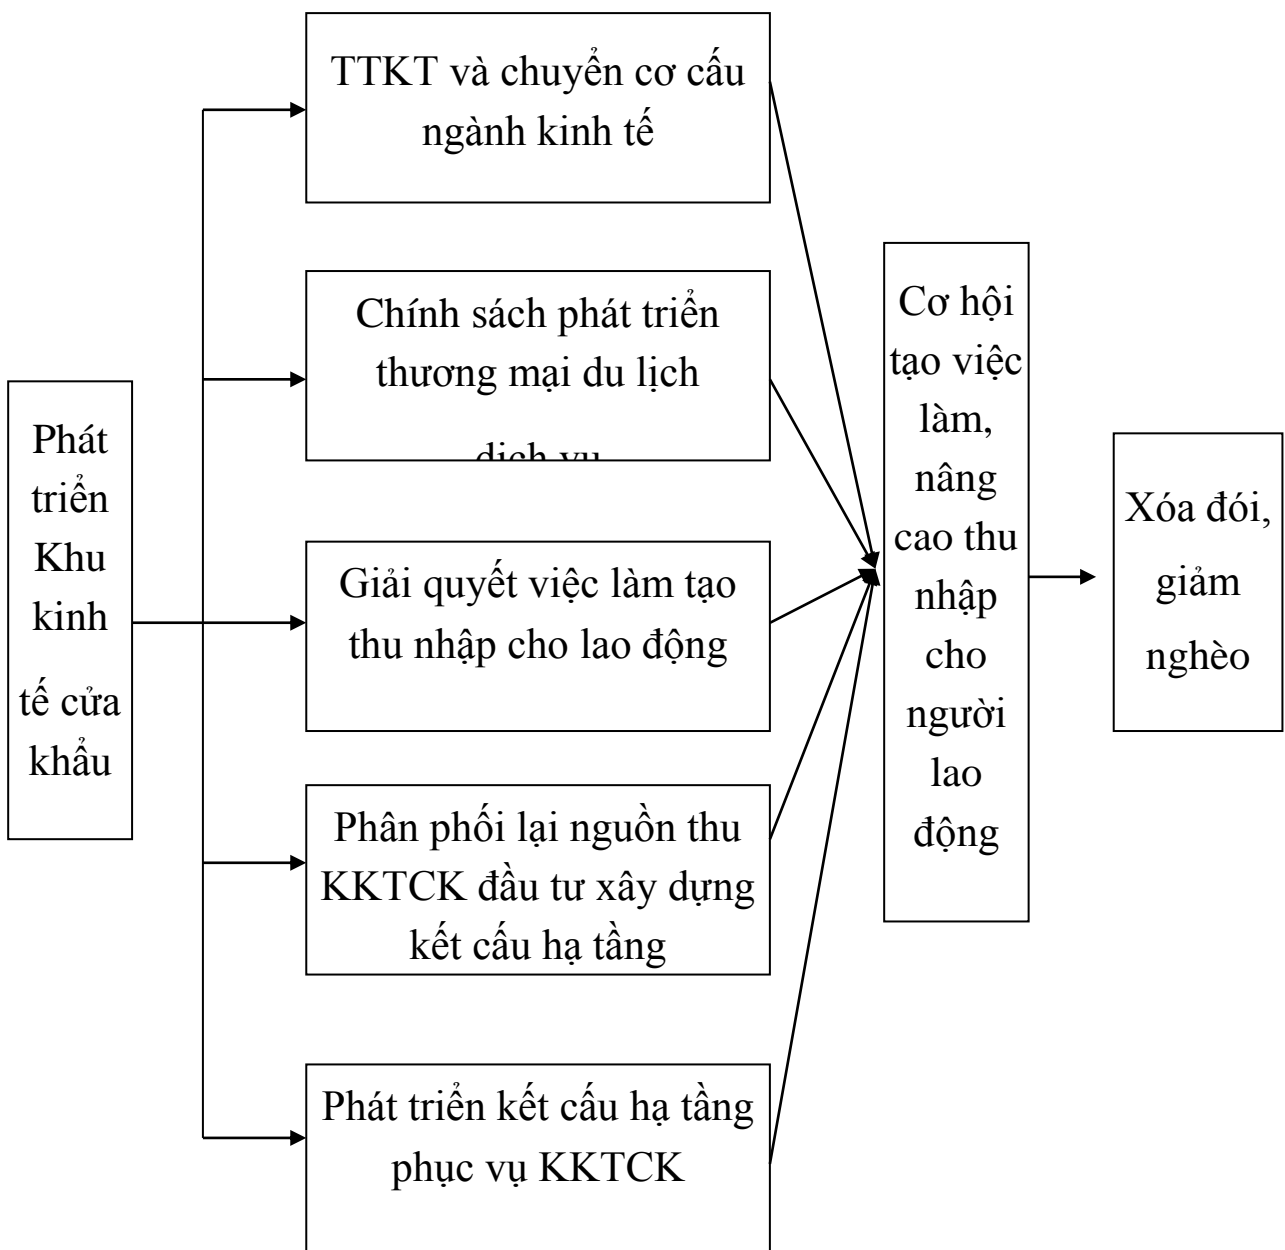 Phát
triển
Khu
kinh
tế cửa
khẩu
TTKT và chuyển cơ cấu
ngành kinh tế
Chính sách phát triển
thương mại du lịch
dịch vụ
Giải quyết việc làm tạo
thu nhập cho lao động
Phân phối lại nguồn thu
KKTCK đầu tư xây dựng
kết cấu hạ tầng
Phát triển kết cấu hạ tầng
phục vụ KKTCK
Cơ hội
tạo việc
làm,
nâng
cao thu
nhập
cho
người
lao
động
Xóa đói,
giảm
nghèo